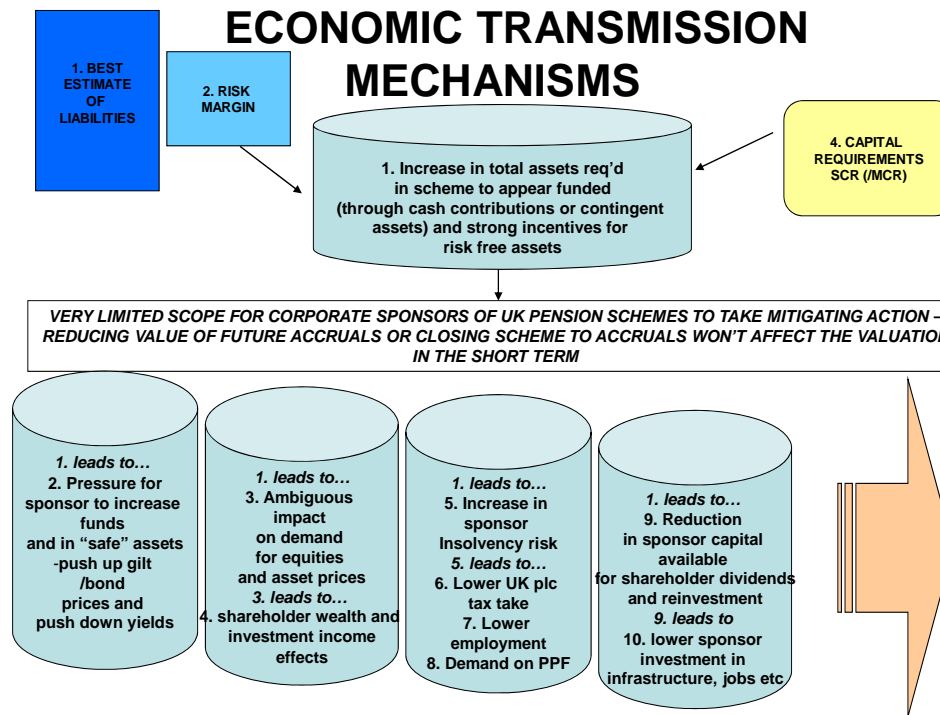 ECONOMIC TRANSMISSION
MECHANISMS
1. BEST
ESTIMATE
OF
LIABILITIES
2. RISK
MARGIN
1. Increase in total assets req'd
in scheme to appear funded
(through cash contributions or contingent
assets) and strong incentives for
risk free assets
4. CAPITAL
REQUIREMENTS
SCR (/MCR)
VERY LIMITED SCOPE FOR CORPORATE SPONSORS OF UK PENSION SCHEMES TO TAKE MITIGATING ACTION –
REDUCING VALUE OF FUTURE ACCRUALS OR CLOSING SCHEME TO ACCRUALS WON'T AFFECT THE VALUATION
IN THE SHORT TERM
1. leads to…
2. Pressure for
sponsor to increase
funds
and in “safe” assets
-push up gilt
/bond
prices and
push down yields
1. leads to…
3. Ambiguous
impact
on demand
for equities
and asset prices
3. leads to…
4. shareholder wealth and
investment income
effects
1. leads to…
5. Increase in
sponsor
Insolvency risk
5. leads to…
6. Lower UK plc
tax take
7. Lower
employment
8. Demand on PPF
1. leads to…
9. Reduction
in sponsor capital
available
for shareholder dividends
and reinvestment
9. leads to
10. lower sponsor
investment in
infrastructure, jobs etc